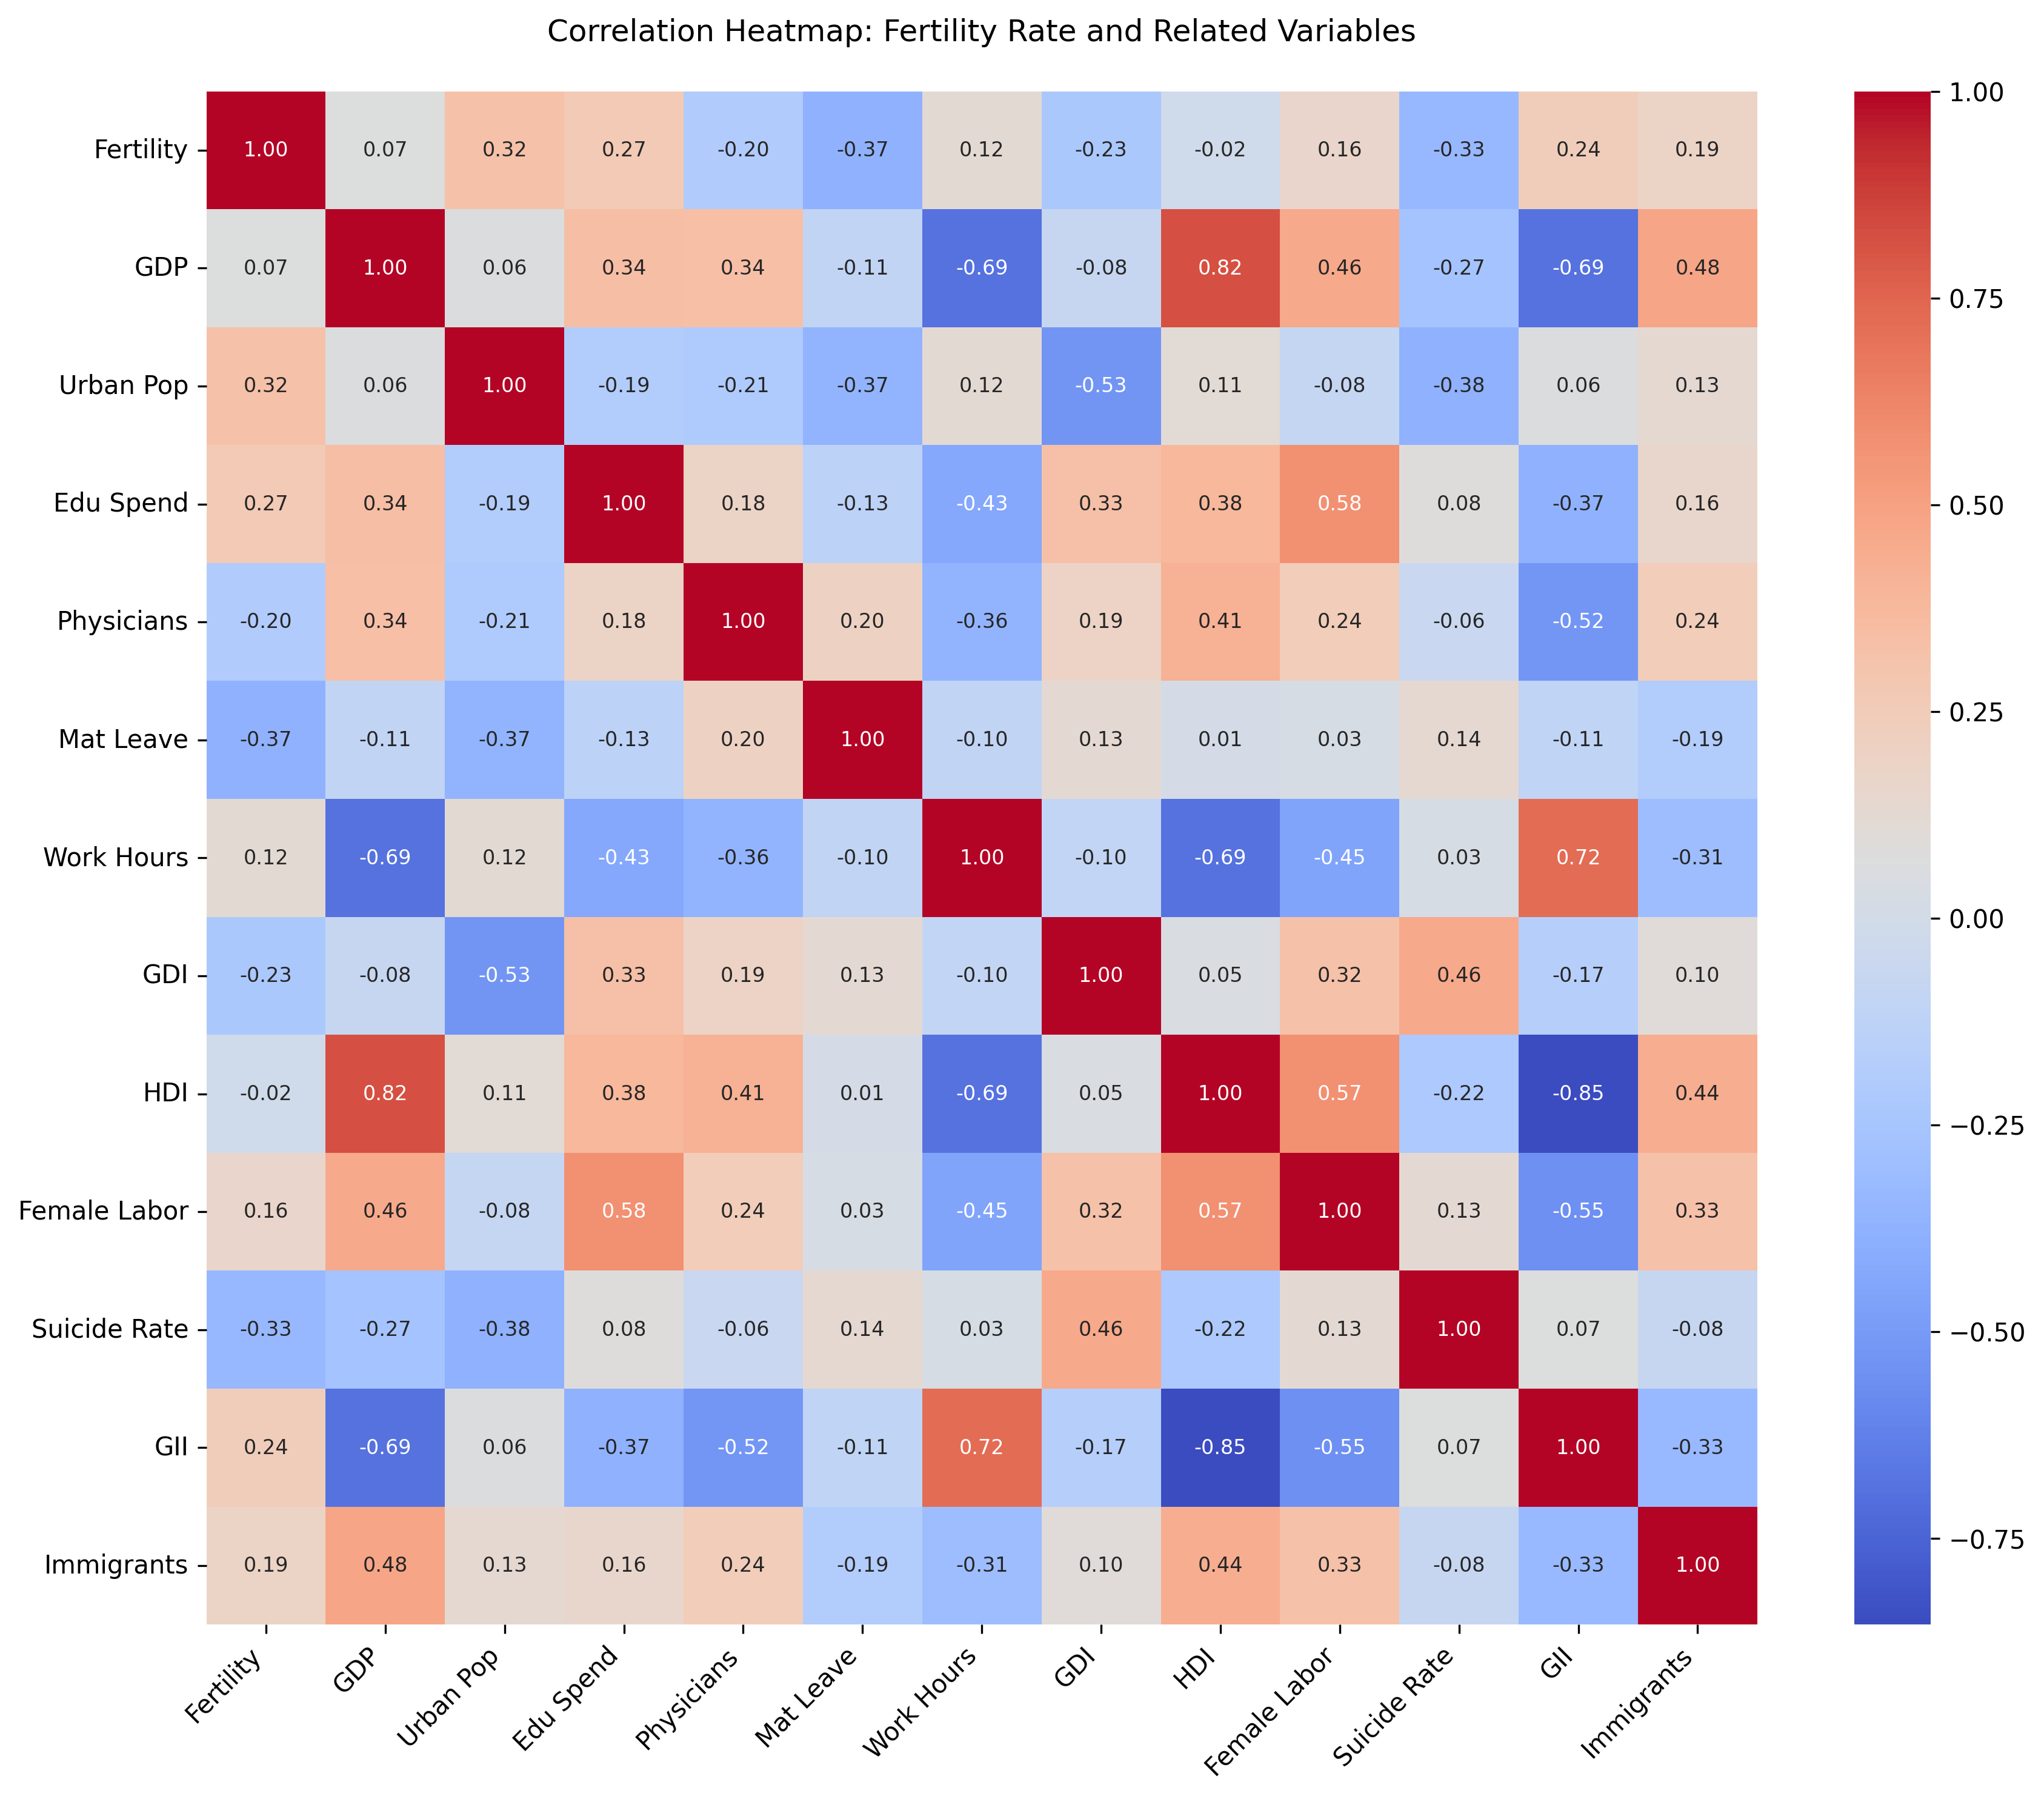 Correlation Heatmap: Fertility Rate and Related Variables
Fertility 1.00 0.07 0.32 0.27 -0.20 -0.37 0.12 -0.23 -0.02 0.16 -0.33 0.24 0.19
GDP 0.07 1.00 0.06 0.34 0.34 -0.11 -0.69 -0.08 0.82 0.46 -0.27 -0.69 0.48
Urban Pop 0.32 0.06 1.00 -0.19 -0.21 -0.37 0.12 -0.53 0.11 -0.08 -0.38 0.06 0.13
Edu Spend 0.27 0.34 -0.19 1.00 0.18 -0.13 -0.43 0.33 0.38 0.58 0.08 -0.37 0.16
Physicians -0.20 0.34 -0.21 0.18 1.00 0.20 -0.36 0.19 0.41 0.24 -0.06 -0.52 0.24
Mat Leave -0.37 -0.11 -0.37 -0.13 0.20 1.00 -0.10 0.13 0.01 0.03 0.14 -0.11 -0.19
Work Hours 0.12 -0.69 0.12 -0.43 -0.36 -0.10 1.00 -0.10 -0.69 -0.45 0.03 0.72 -0.31
GDI -0.23 -0.08 -0.53 0.33 0.19 0.13 -0.10 1.00 0.05 0.32 0.46 -0.17 0.10
HDI -0.02 0.82 0.11 0.38 0.41 0.01 -0.69 0.05 1.00 0.57 -0.22 -0.85 0.44
Female Labor 0.16 0.46 -0.08 0.58 0.24 0.03 -0.45 0.32 0.57 1.00 0.13 -0.55 0.33
Suicide Rate -0.33 -0.27 -0.38 0.08 -0.06 0.14 0.03 0.46 -0.22 0.13 1.00 0.07 -0.08
GII 0.24 -0.69 0.06 -0.37 -0.52 -0.11 0.72 -0.17 -0.85 -0.55 0.07 1.00 -0.33
Immigrants 0.19 0.48 0.13 0.16 0.24 -0.19 -0.31 0.10 0.44 0.33 -0.08 -0.33 1.00
Fertility GDP Urban Pop Edu Spend Physicians Mat Leave Work Hours GDI HDI Female Labor Suicide Rate GII Immigrants
1.00
0.75
0.50
0.25
0.00
−0.25
−0.50
−0.75